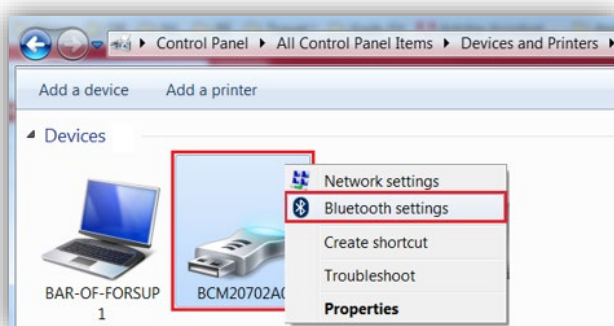 Control Panel ▸ All Control Panel Items ▸ Devices and Printers ▸
Add a device Add a printer
Devices
Network settings
Bluetooth settings
Create shortcut
Troubleshoot
Properties
BAR-OF-FORSUP
1
BCM20702A0